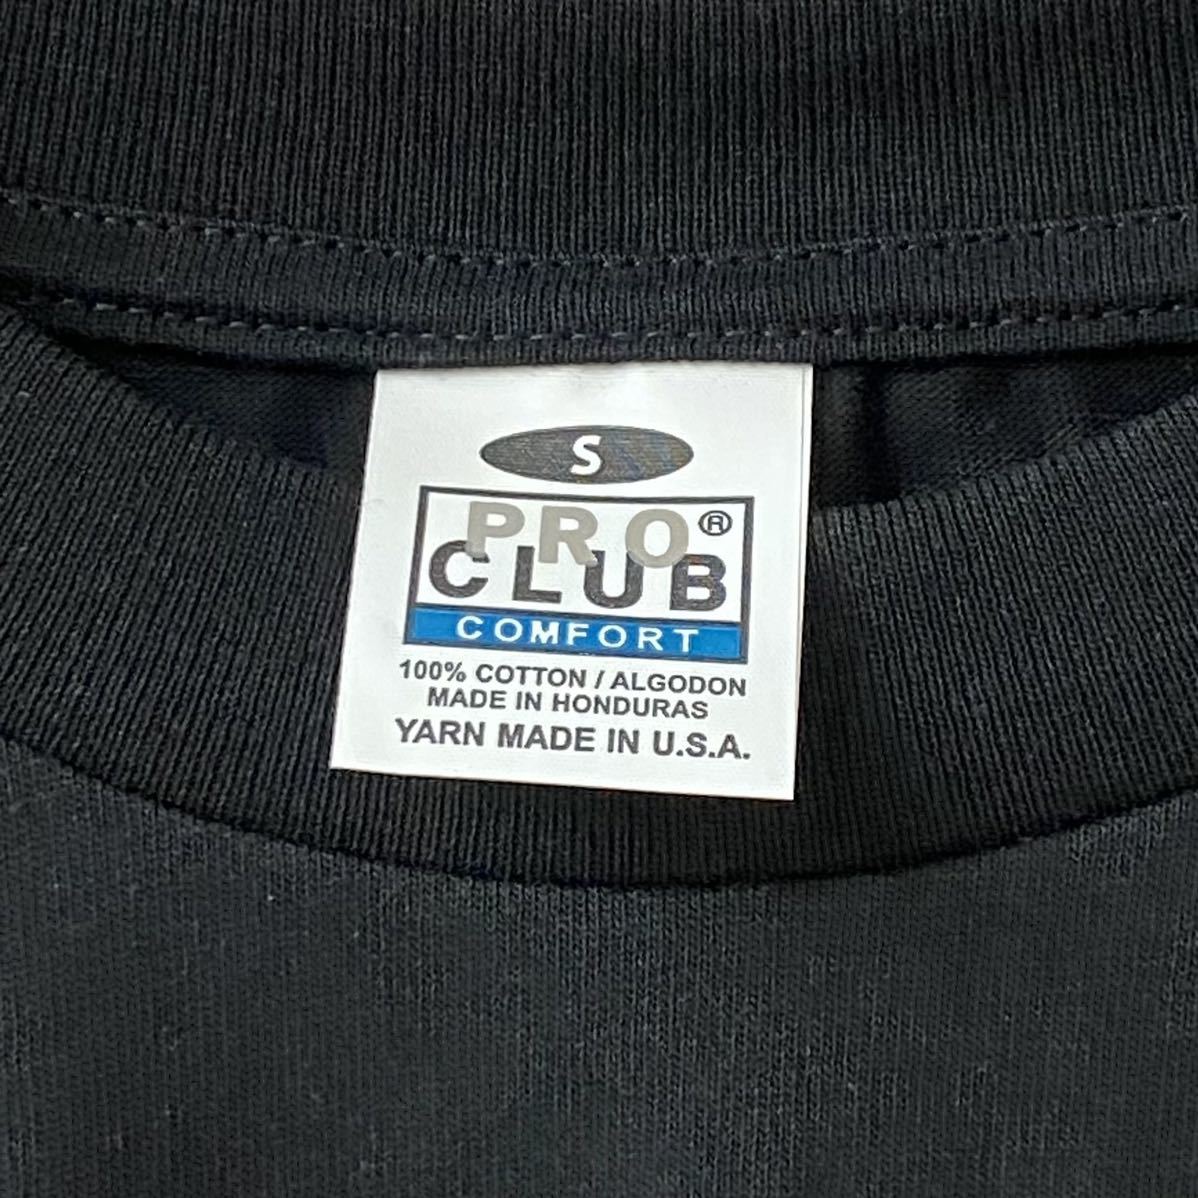 S
PRO®
CLUB
COMFORT
100% COTTON / ALGODON
MADE IN HONDURAS
YARN MADE IN U.S.A.